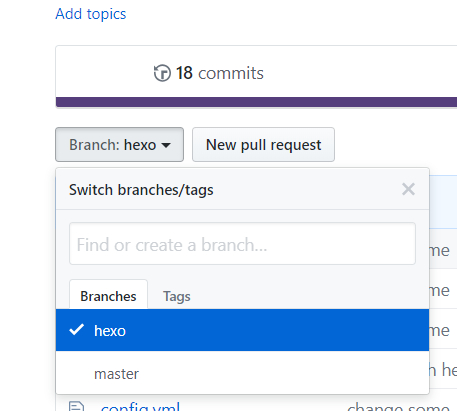 Add topics
18 commits
Branch: hexo
New pull request
Switch branches/tags
me
Find or create a branch...
me
Branches Tags
hexo
me
master
h he
config.yml
change some